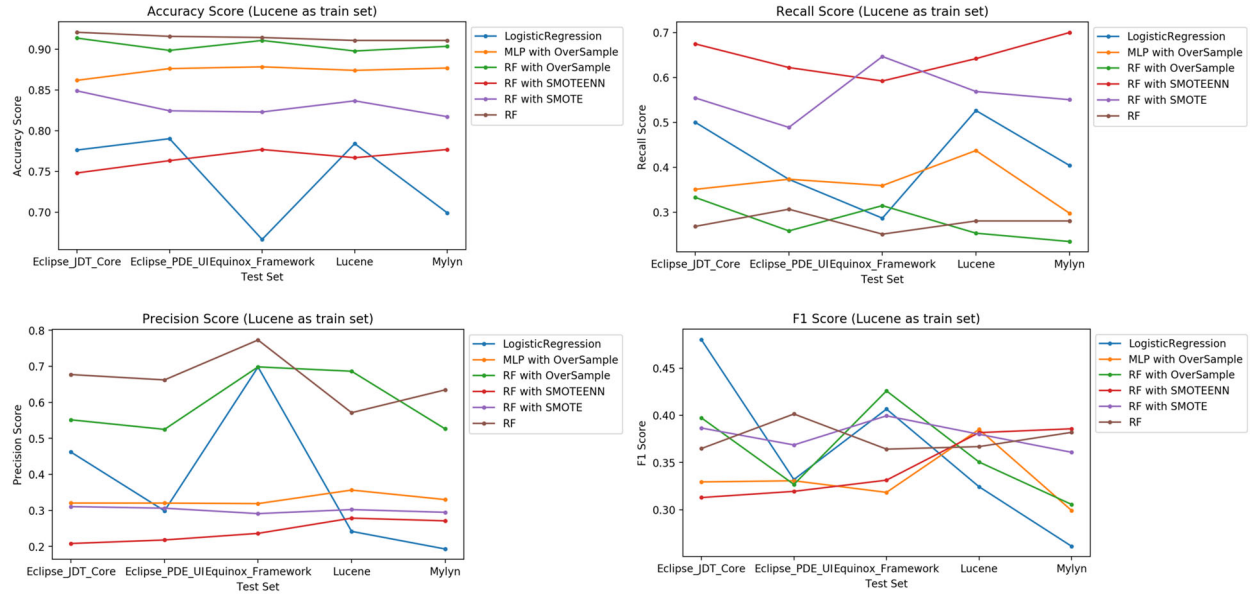 Accuracy Score (Lucene as train set)
0.90
0.85
0.80
0.75
0.70
Accuracy Score
Eclipse_JDT_Core
Eclipse_PDE_UI
Equinox_Framework
Lucene
Mylyn
Test Set
LogisticRegression
MLP with OverSample
RF with OverSample
RF with SMOTEENN
RF with SMOTE
RF
Recall Score (Lucene as train set)
0.7
0.6
0.5
0.4
0.3
Recall Score
Eclipse_JDT_Core
Eclipse_PDE_UI
Equinox_Framework
Lucene
Mylyn
Test Set
LogisticRegression
MLP with OverSample
RF with OverSample
RF with SMOTEENN
RF with SMOTE
RF
Precision Score (Lucene as train set)
0.8
0.7
0.6
0.5
0.4
0.3
0.2
Precision Score
Eclipse_JDT_Core
Eclipse_PDE_UI
Equinox_Framework
Lucene
Mylyn
Test Set
LogisticRegression
MLP with OverSample
RF with OverSample
RF with SMOTEENN
RF with SMOTE
RF
F1 Score (Lucene as train set)
0.45
0.40
0.35
0.30
F1 Score
Eclipse_JDT_Core
Eclipse_PDE_UI
Equinox_Framework
Lucene
Mylyn
Test Set
LogisticRegression
MLP with OverSample
RF with OverSample
RF with SMOTEENN
RF with SMOTE
RF